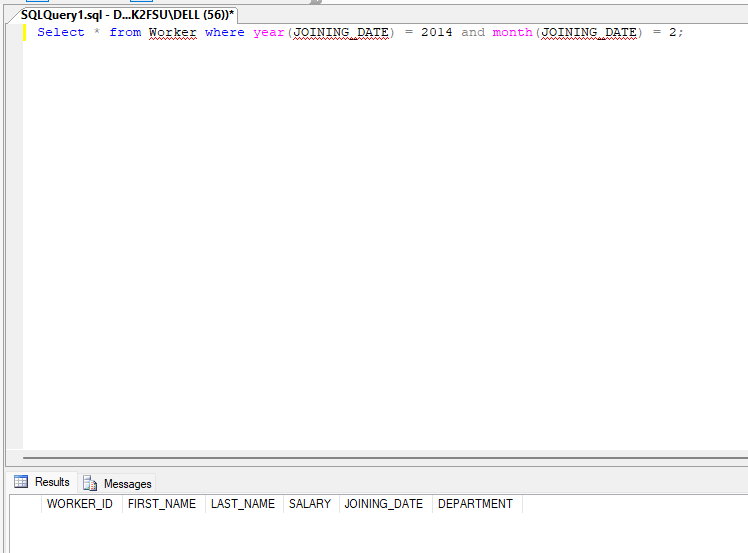 SQLQuery1.sql - D...K2FSU\DELL (56))*
Select * from Worker where year(JOINING_DATE) = 2014 and month(JOINING_DATE) = 2;
Results Messages
WORKER_ID FIRST_NAME LAST_NAME SALARY JOINING_DATE DEPARTMENT